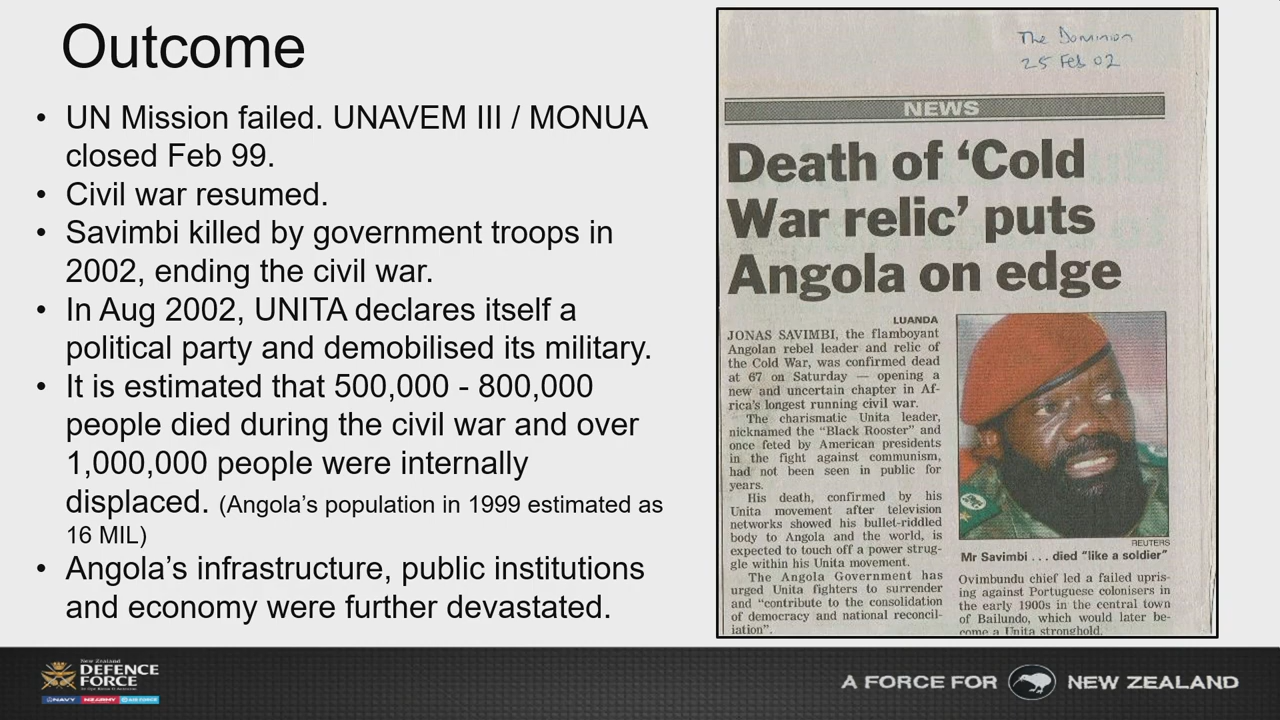 Outcome
• UN Mission failed. UNAVEM III / MONUA
closed Feb 99.
• Civil war resumed.
• Savimbi killed by government troops in
2002, ending the civil war.
• In Aug 2002, UNITA declares itself a
political party and demobilised its military.
• It is estimated that 500,000 - 800,000
people died during the civil war and over
1,000,000 people were internally
displaced. (Angola's population in 1999 estimated as
16 MIL)
• Angola's infrastructure, public institutions
and economy were further devastated.
The Dominion
25 Feb 02
NEWS
Death of ‘Cold
War relic’ puts
Angola on edge
LUANDA
JONAS SAVIMBI, the flamboyant
Angolan rebel leader and relic of
the Cold War, was confirmed dead
at 67 on Saturday — opening a
new and uncertain chapter in Af-
rica's longest running civil war.
The charismatic Unita leader,
nicknamed the “Black Rooster” and
once feted by American presidents
in the fight against communism,
had not been seen in public for
years.
His death, confirmed by his
Unita movement after television
networks showed his bullet-riddled
body to Angola and the world, is
expected to touch off a power strug-
gle within his Unita movement.
The Angola Government has
urged Unita fighters to surrender
and “contribute to the consolidation
of democracy and national reconcil-
iation”.
REUTERS
Mr Savimbi . . . died “like a soldier”
Ovimbundu chief led a failed upris-
ing against Portuguese colonisers in
the early 1900s in the central town
of Bailundo, which would later be-
come a Unita stronghold.
New Zealand
DEFENCE
FORCE
NAVY NZ ARMY AIR FORCE
A FORCE FOR NEW ZEALAND